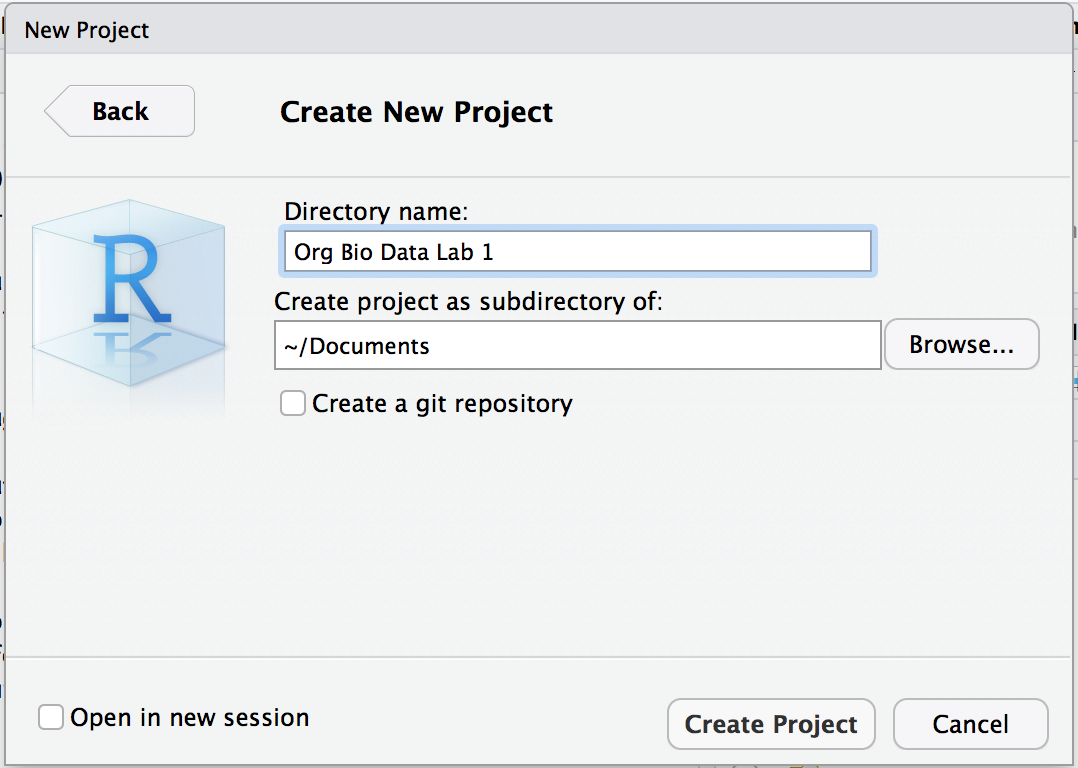 New Project
Back
Create New Project
R
Directory name:
Org Bio Data Lab 1
Create project as subdirectory of:
~/Documents
Browse...
Create a git repository
Open in new session
Create Project
Cancel